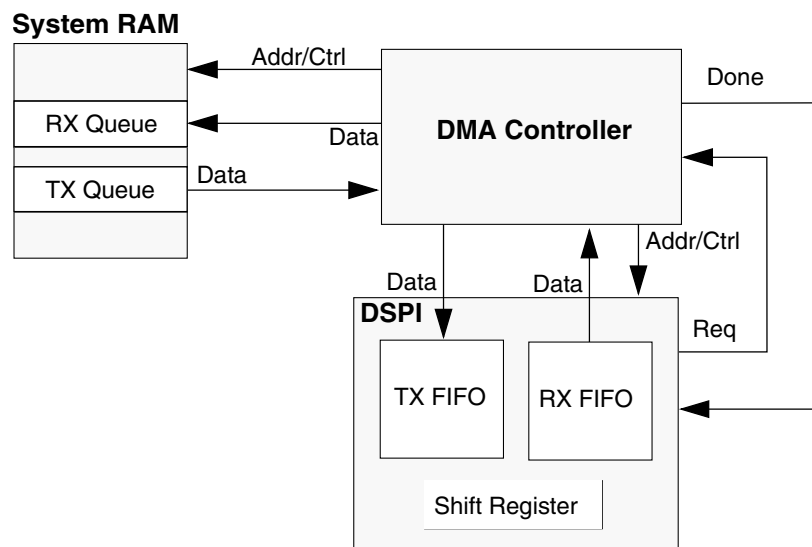 System RAM
Addr/Ctrl
Done
RX Queue
Data
DMA Controller
TX Queue
Data
Addr/Ctrl
Data
Data
DSPI
Req
TX FIFO
RX FIFO
Shift Register